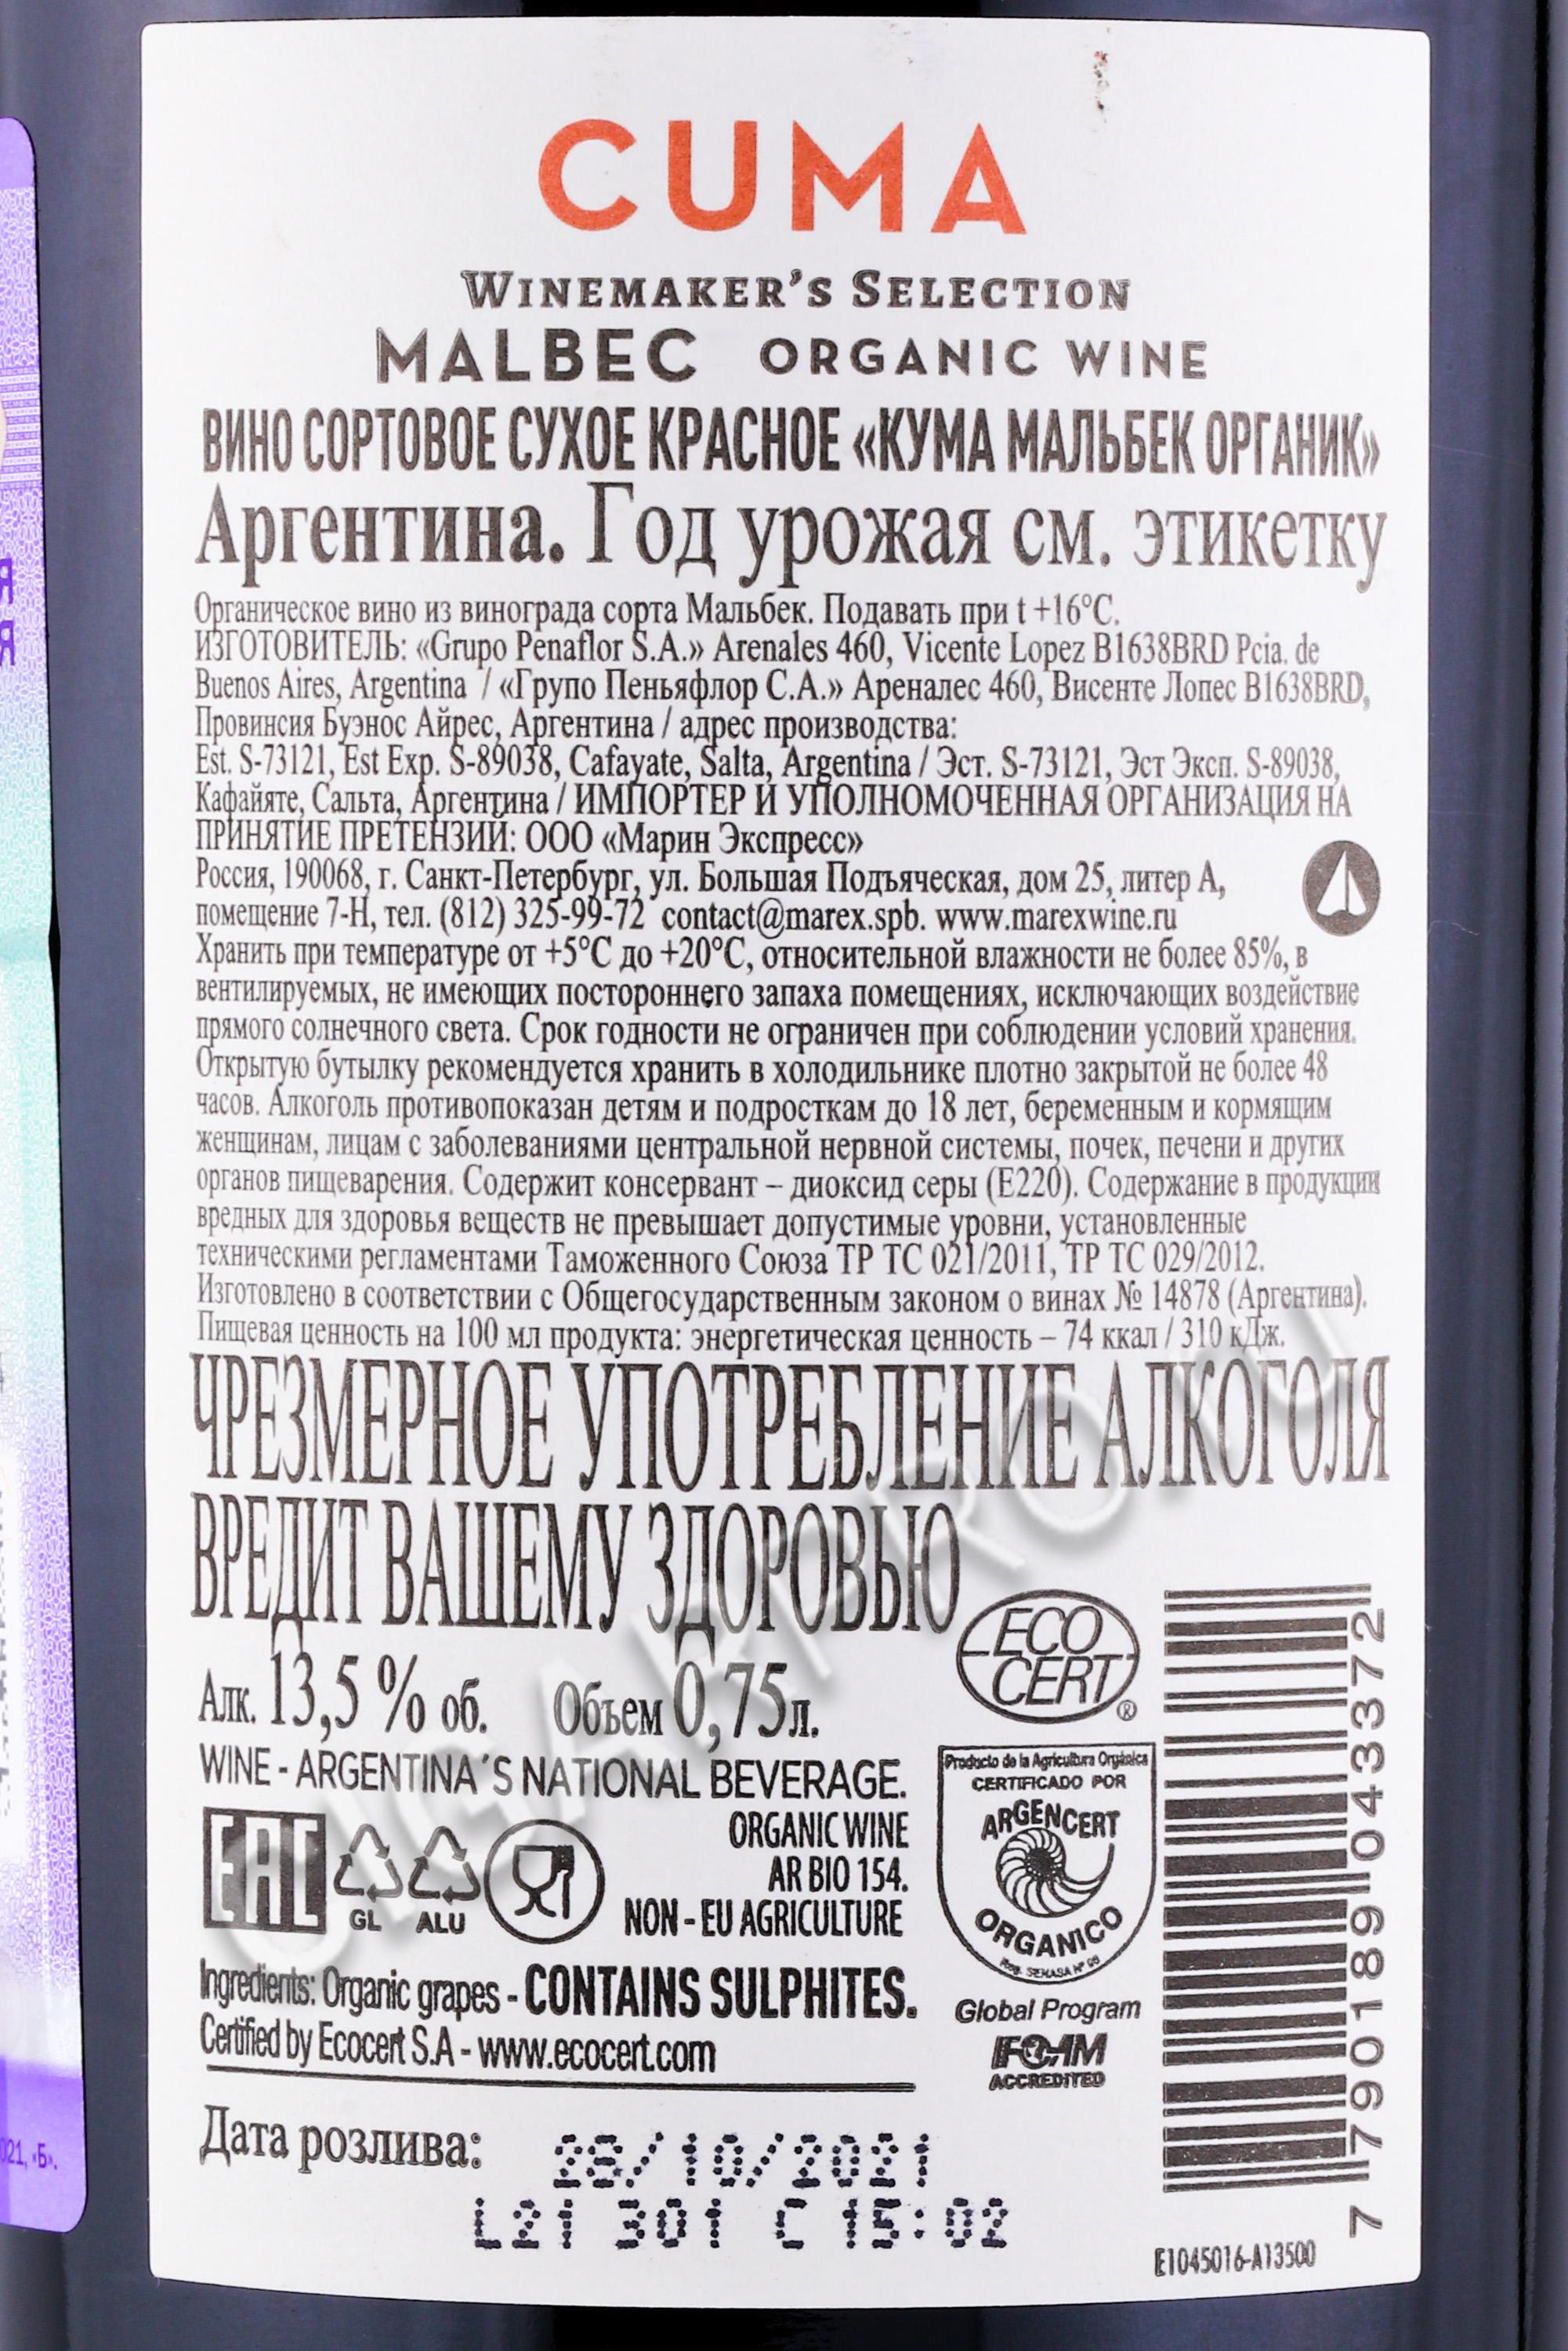 CUMA
WINEMAKER'S SELECTION
MALBEC ORGANIC WINE
ВИНО СОРТОВОЕ СУХОЕ КРАСНОЕ «КУМА МАЛЬБЕК ОРГАНИК»
Аргентина. Год урожая см. этикетку
Органическое вино из винограда сорта Мальбек. Подавать при t +16°C.
ИЗГОТОВИТЕЛЬ: «Grupo Penaflor S.A.» Arenales 460, Vicente Lopez B1638BRD Pcia. de
Buenos Aires, Argentina / «Групо Пеньяфлор С.А.» Ареналес 460, Висенте Лопес B1638BRD,
Провинсия Буэнос Айрес, Аргентина / адрес производства:
Est. S-73121, Est Exp. S-89038, Cafayate, Salta, Argentina / Эст. S-73121, Эст Эксп. S-89038,
Кафайяте, Сальта, Аргентина / ИМПОРТЕР И УПОЛНОМОЧЕННАЯ ОРГАНИЗАЦИЯ НА
ПРИНЯТИЕ ПРЕТЕНЗИЙ: ООО «Марин Экспресс»
Россия, 190068, г. Санкт-Петербург, ул. Большая Подъяческая, дом 25, литер А,
помещение 7-Н, тел. (812) 325-99-72 contact@marex.spb. www.marexwine.ru
Хранить при температуре от +5°C до +20°C, относительной влажности не более 85%, в
вентилируемых, не имеющих постороннего запаха помещениях, исключающих воздействие
прямого солнечного света. Срок годности не ограничен при соблюдении условий хранения.
Открытую бутылку рекомендуется хранить в холодильнике плотно закрытой не более 48
часов. Алкоголь противопоказан детям и подросткам до 18 лет, беременным и кормящим
женщинам, лицам с заболеваниями центральной нервной системы, почек, печени и других
органов пищеварения. Содержит консервант – диоксид серы (E220). Содержание в продукции
вредных для здоровья веществ не превышает допустимые уровни, установленные
техническими регламентами Таможенного Союза ТР ТС 021/2011, ТР ТС 029/2012.
Изготовлено в соответствии с Общегосударственным законом о винах № 14878 (Аргентина).
Пищевая ценность на 100 мл продукта: энергетическая ценность – 74 ккал / 310 кДж.
ЧРЕЗМЕРНОЕ УПОТРЕБЛЕНИЕ АЛКОГОЛЯ
ВРЕДИТ ВАШЕМУ ЗДОРОВЬЮ
ECO
CERT
®
Алк. 13,5 % об. Объем 0,75л.
WINE - ARGENTINA´S NATIONAL BEVERAGE.
Producto de la Agricultura Orgánica
CERTIFICADO POR
ARGENCERT
ORGANICO
EAC
GL ALU
ORGANIC WINE
AR BIO 154.
NON - EU AGRICULTURE
Ingredients: Organic grapes - CONTAINS SULPHITES.
Certified by Ecocert S.A - www.ecocert.com
Global Program
IFOAM
ACCREDITED
Дата розлива: 28/10/2021
L21 301 C 15:02
7 790189 043372
E1045016-A13500
021, «Б».